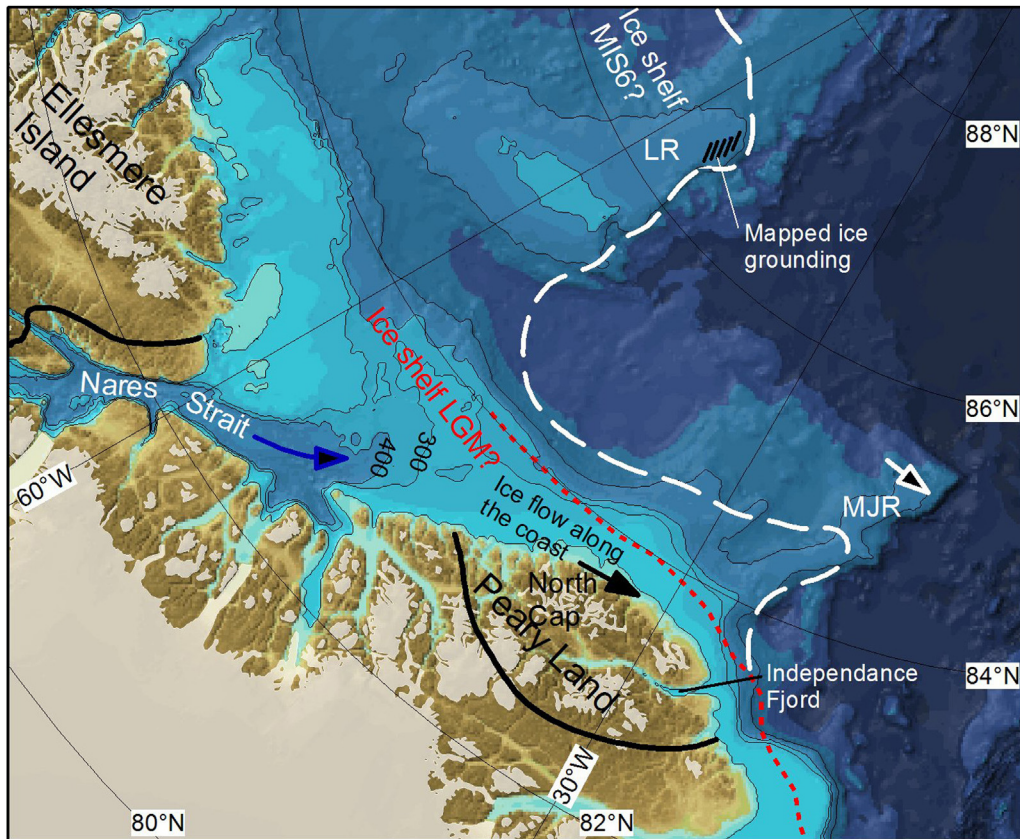 Ice shelf
MIS6?
Ellesmere
Island
88°N
LR
Mapped ice
grounding
Ice shelf LGM?
Nares
Strait
400
300
86°N
60°W
MJR
Ice flow along
the coast
North
Cap
Peary Land
Independance
Fjord
84°N
30°W
80°N
82°N